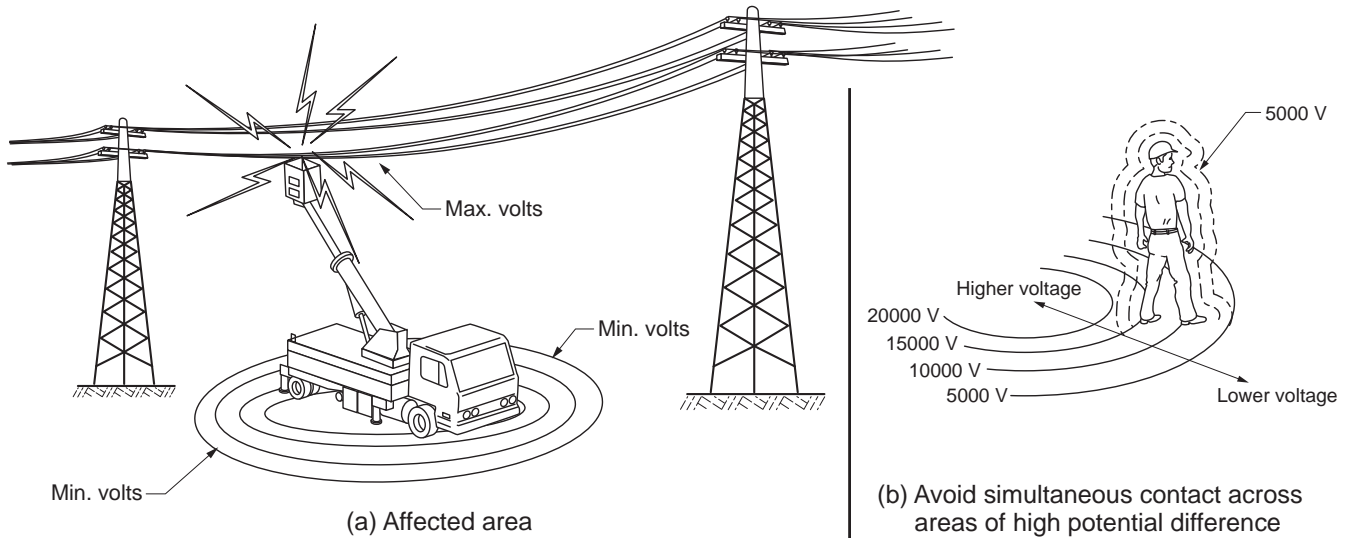 Max. volts
Min. volts
Min. volts
(a) Affected area
5000 V
Higher voltage
20000 V
15000 V
10000 V
5000 V
Lower voltage
(b) Avoid simultaneous contact across
areas of high potential difference